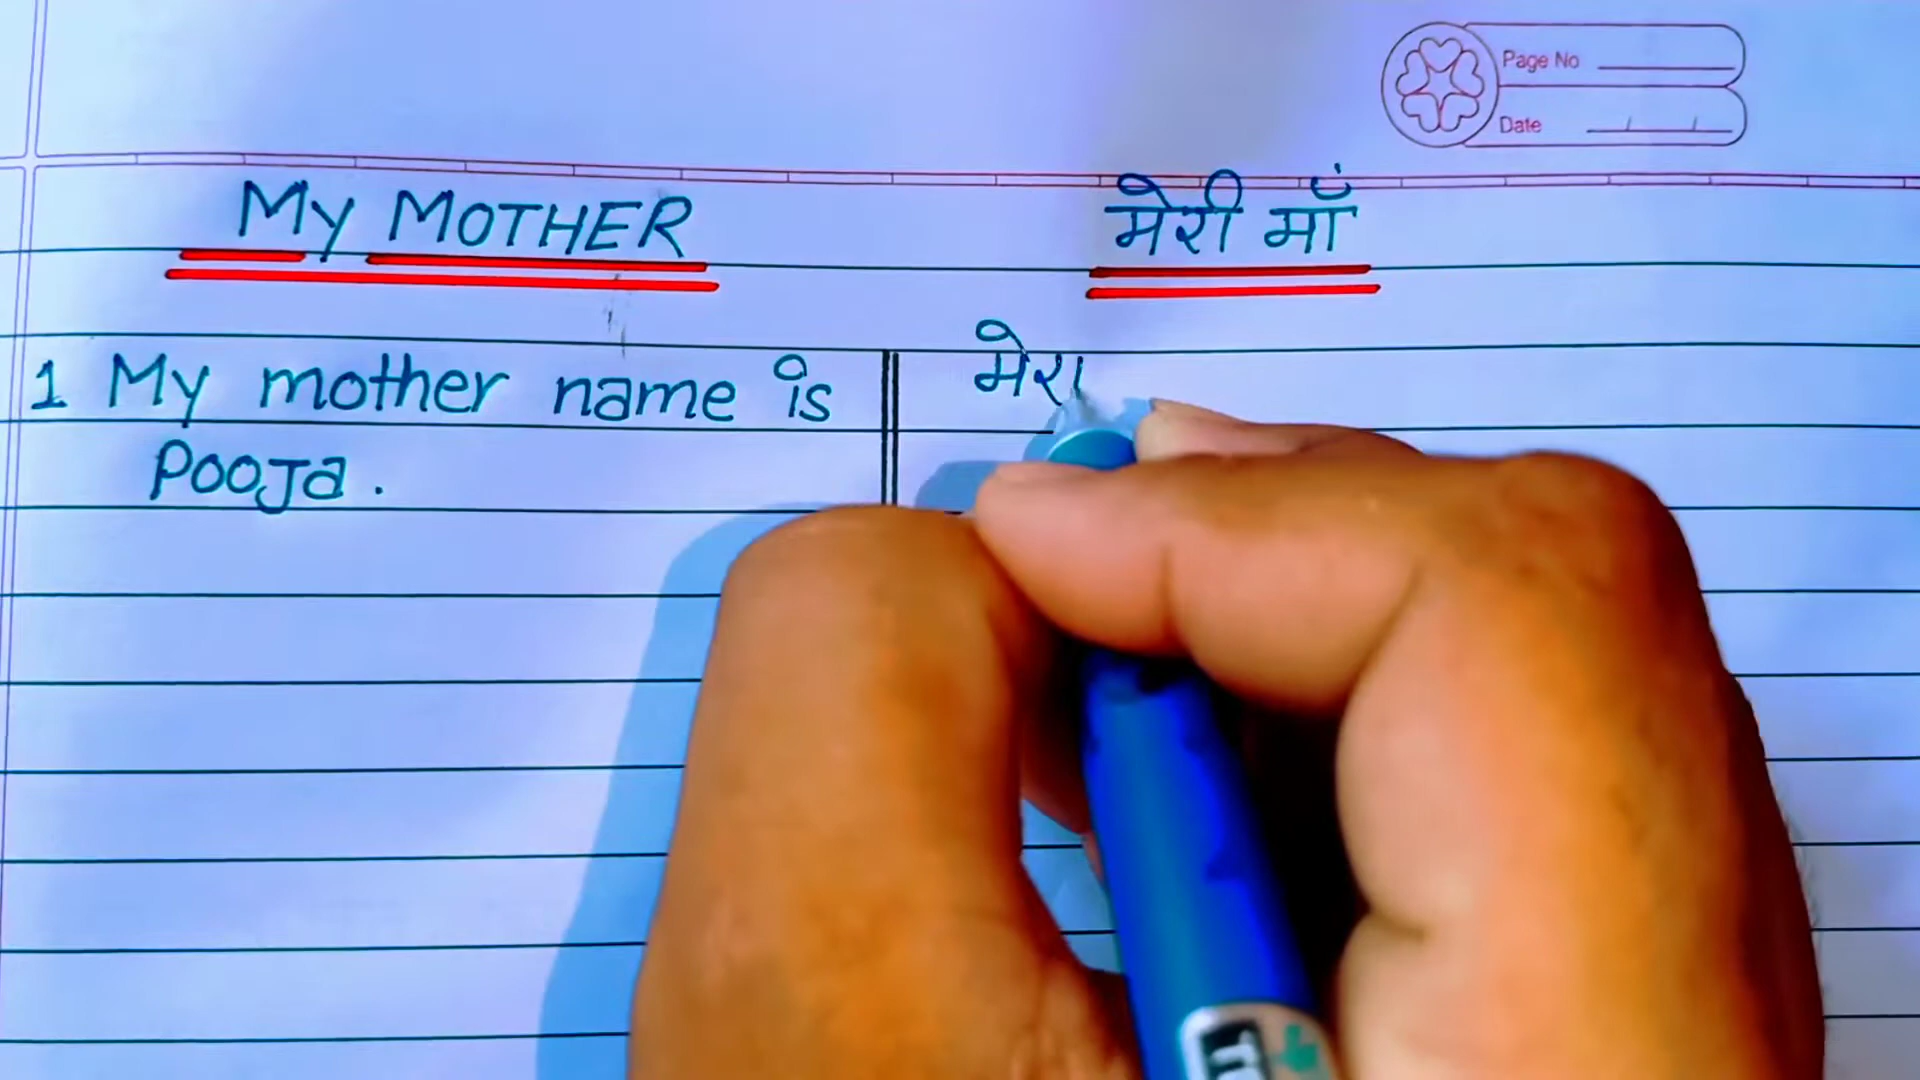 Page No
Date
My MOTHER
मेरी माँ
1 My mother name is
Pooja.
मेरा